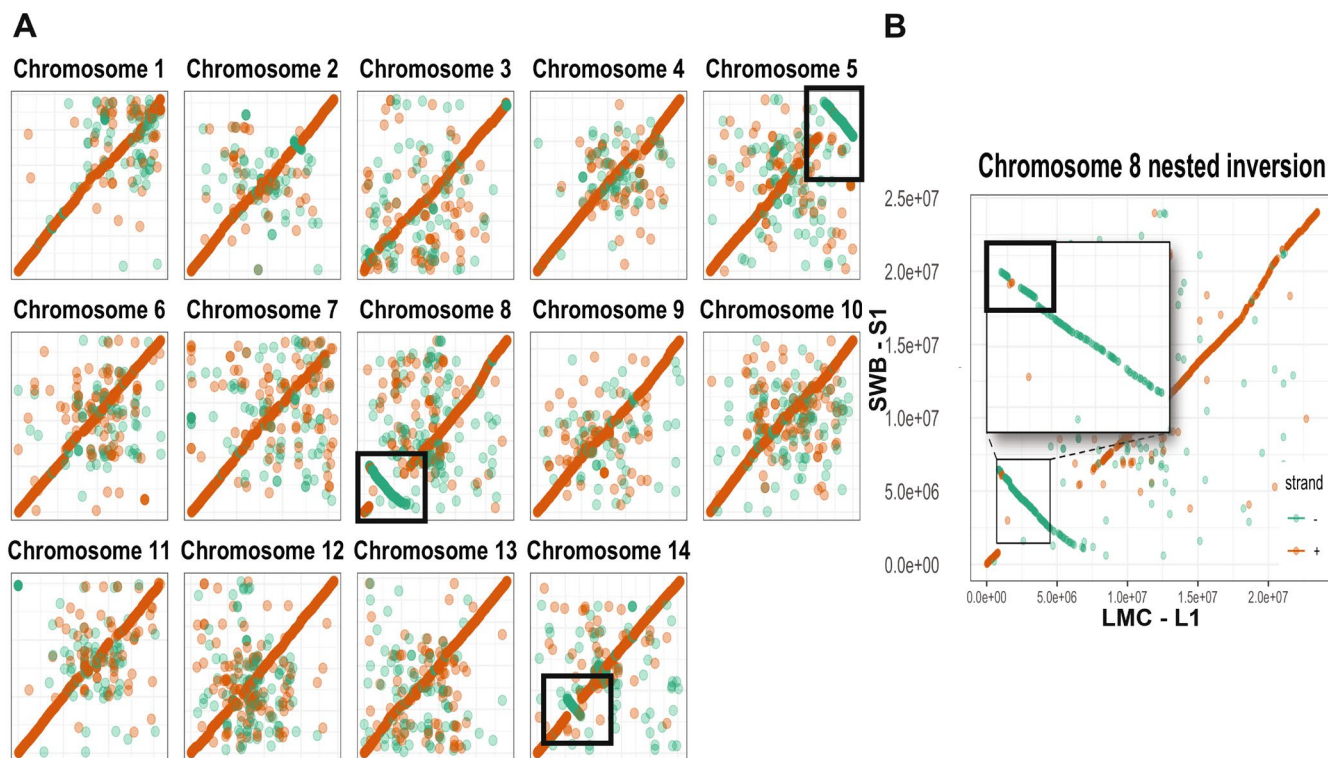 A
B
Chromosome 1
Chromosome 2
Chromosome 3
Chromosome 4
Chromosome 5
Chromosome 6
Chromosome 7
Chromosome 8
Chromosome 9
Chromosome 10
Chromosome 11
Chromosome 12
Chromosome 13
Chromosome 14
Chromosome 8 nested inversion
SWB - S1
2.5e+07
2.0e+07
1.5e+07
1.0e+07
5.0e+06
0.0e+00
strand
-
+
0.0e+00 5.0e+06 1.0e+07 1.5e+07 2.0e+07
LMC - L1